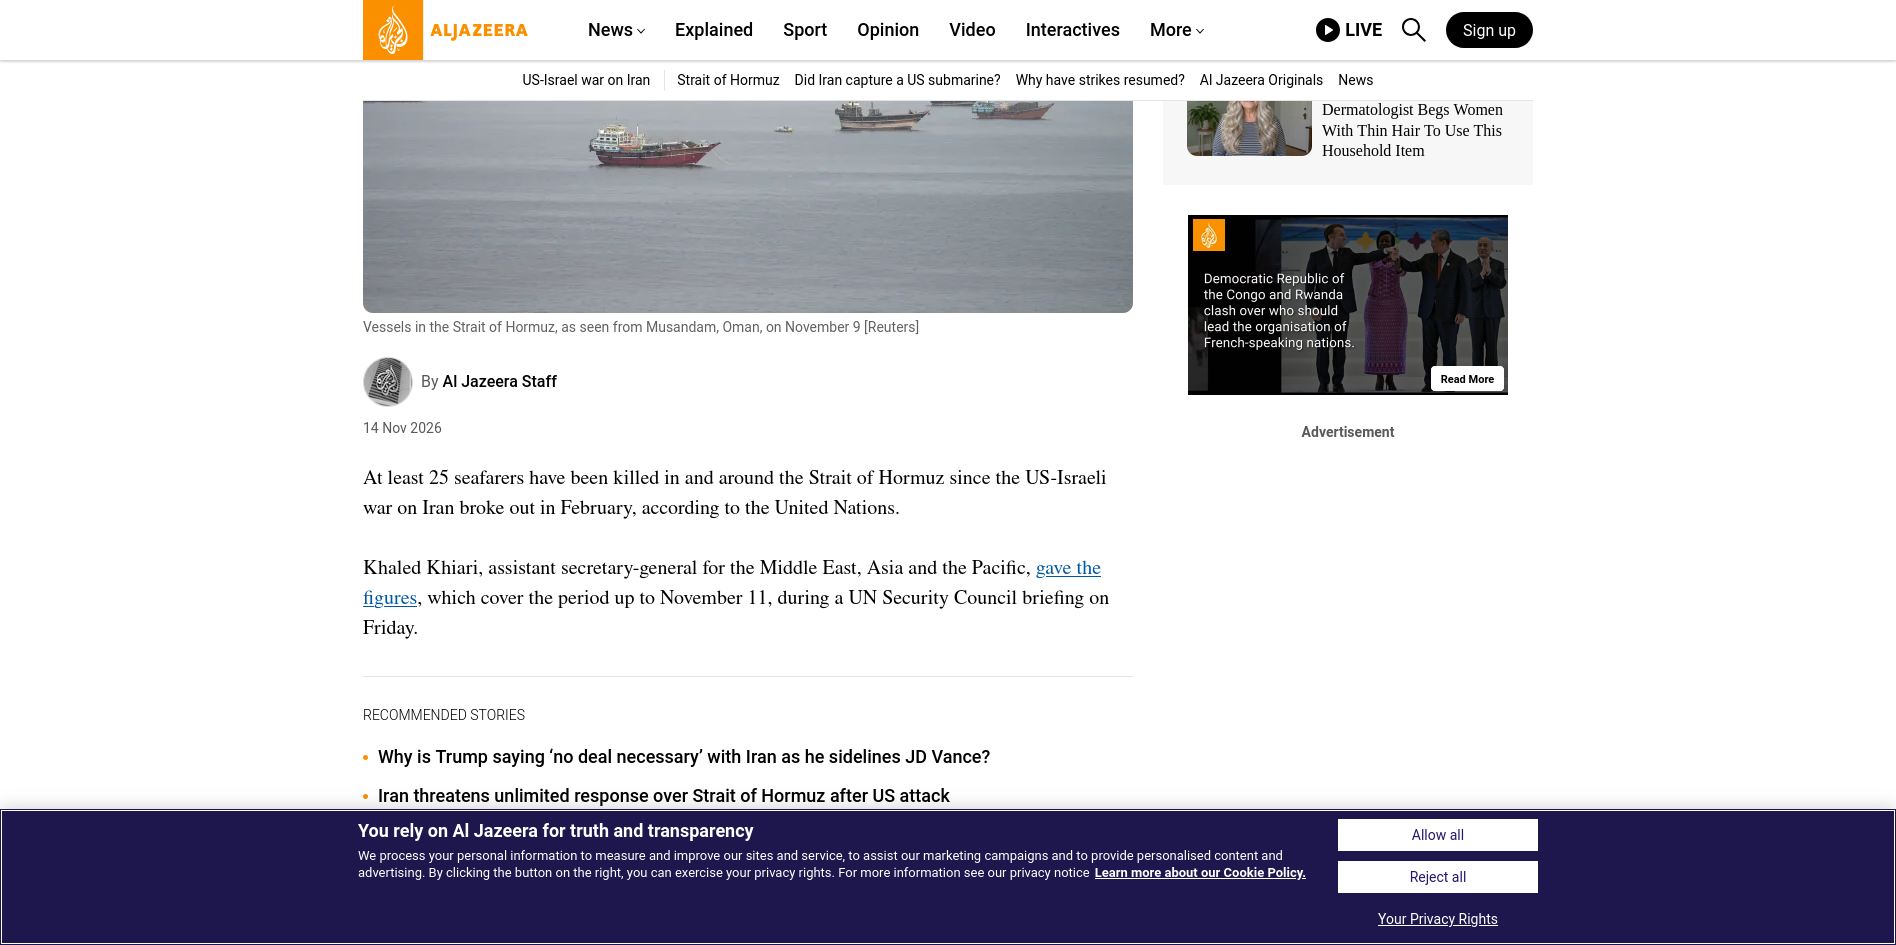 ALJAZEERA
News
Explained
Sport
Opinion
Video
Interactives
More
LIVE
Sign up
US-Israel war on Iran
Strait of Hormuz
Did Iran capture a US submarine?
Why have strikes resumed?
Al Jazeera Originals
News
Vessels in the Strait of Hormuz, as seen from Musandam, Oman, on November 9 [Reuters]
By Al Jazeera Staff
14 Nov 2026
At least 25 seafarers have been killed in and around the Strait of Hormuz since the US-Israeli
war on Iran broke out in February, according to the United Nations.
Khaled Khiari, assistant secretary-general for the Middle East, Asia and the Pacific, gave the
figures, which cover the period up to November 11, during a UN Security Council briefing on
Friday.
RECOMMENDED STORIES
Why is Trump saying ‘no deal necessary’ with Iran as he sidelines JD Vance?
Iran threatens unlimited response over Strait of Hormuz after US attack
Dermatologist Begs Women
With Thin Hair To Use This
Household Item
Democratic Republic of
the Congo and Rwanda
clash over who should
lead the organisation of
French-speaking nations.
Read More
Advertisement
You rely on Al Jazeera for truth and transparency
We process your personal information to measure and improve our sites and service, to assist our marketing campaigns and to provide personalised content and
advertising. By clicking the button on the right, you can exercise your privacy rights. For more information see our privacy notice Learn more about our Cookie Policy.
Allow all
Reject all
Your Privacy Rights